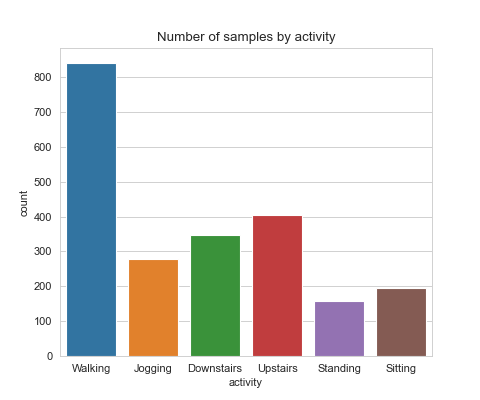 Number of samples by activity
800
700
600
500
400
300
200
100
0
count
Walking Jogging Downstairs Upstairs Standing Sitting
activity